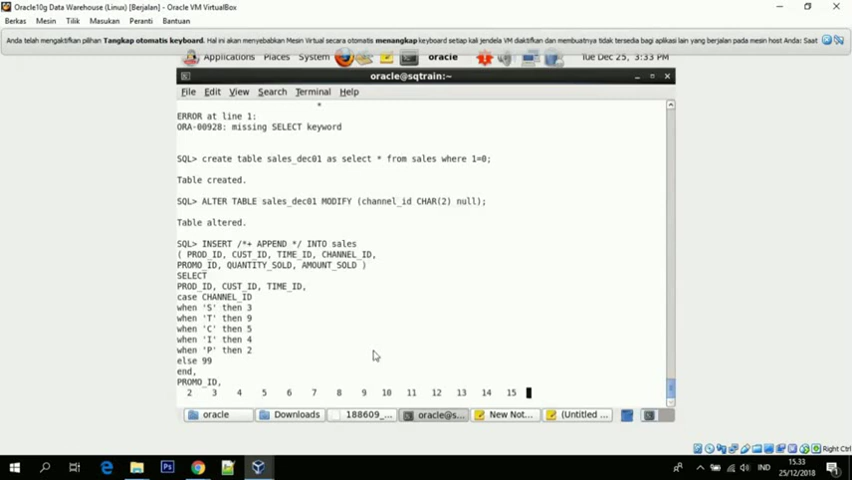 Oracle10g Data Warehouse (Linux) [Berjalan] - Oracle VM VirtualBox
Berkas Mesin Tilik Masukan Peranti Bantuan
Anda telah mengaktifkan pilihan Tangkap otomatis keyboard. Hal ini akan menyebabkan Mesin Virtual secara otomatis menangkap keyboard setiap kali jendela VM diaktifkan dan membuatnya tidak tersedia bagi aplikasi lain yang berjalan pada mesin host Anda: Saat
Applications Places System oracle Tue Dec 25, 3:33 PM
oracle@sqtrain:~
File Edit View Search Terminal Help
*
ERROR at line 1:
ORA-00928: missing SELECT keyword
SQL> create table sales_dec01 as select * from sales where 1=0;
Table created.
SQL> ALTER TABLE sales_dec01 MODIFY (channel_id CHAR(2) null);
Table altered.
SQL> INSERT /*+ APPEND */ INTO sales
( PROD_ID, CUST_ID, TIME_ID, CHANNEL_ID,
PROMO_ID, QUANTITY_SOLD, AMOUNT_SOLD )
SELECT
PROD_ID, CUST_ID, TIME_ID,
case CHANNEL_ID
when 'S' then 3
when 'T' then 9
when 'C' then 5
when 'I' then 4
when 'P' then 2
else 99
end,
PROMO_ID,
2 3 4 5 6 7 8 9 10 11 12 13 14 15
oracle Downloads 188609_... oracle@s... New Not... (Untitled ...
Right Ctrl
IND
15.33
25/12/2018